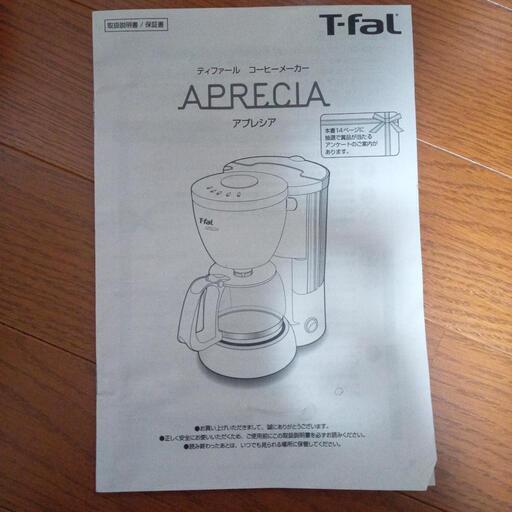 取扱説明書/保証書
T-fal
ティファール コーヒーメーカー
APRECIA
アプレシア
本書14ページに
抽選で賞品が当たる
アンケートのご案内が
あります。
T-fal
●お買い上げいただきまして、誠にありがとうございます。
●正しく安全にお使いいただくため、ご使用前にこの取扱説明書を必ずお読みください。
●読み終わったあとは、いつでも見られる場所に保管してください。